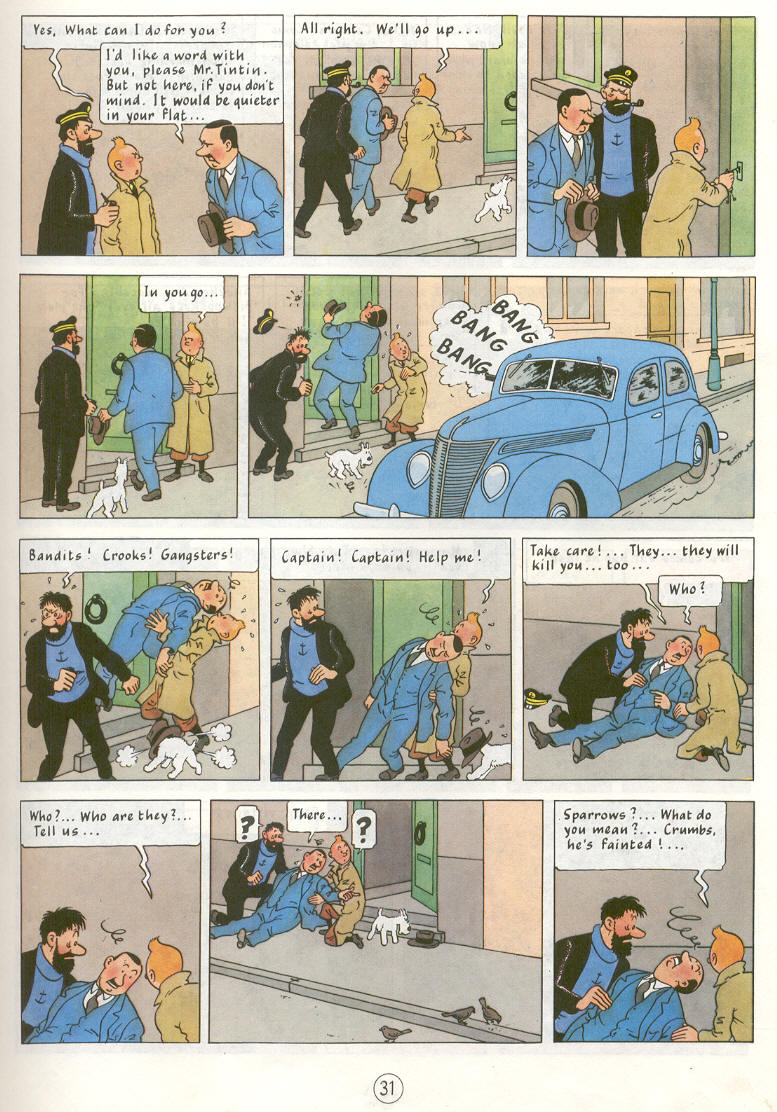 Yes, What can I do for you?
I'd like a word with
you, please Mr. Tintin.
But not here, if you don't
mind. It would be quieter
in your flat...
All right. We'll go up...
In you go...
BANG
BANG
BANG
Bandits! Crooks! Gangsters!
Captain! Captain! Help me!
Take care!... They... they will
kill you... too...
Who?
Who?... Who are they?...
Tell us...
?
There...
?
Sparrows?... What do
you mean?... Crumbs,
he's fainted!...
31